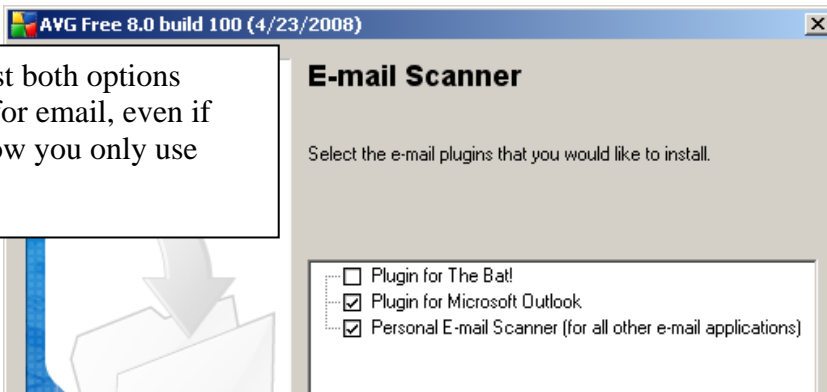 AVG Free 8.0 build 100 (4/23/2008)
st both options
for email, even if
ow you only use
E-mail Scanner
Select the e-mail plugins that you would like to install.
Plugin for The Bat!
Plugin for Microsoft Outlook
Personal E-mail Scanner (for all other e-mail applications)